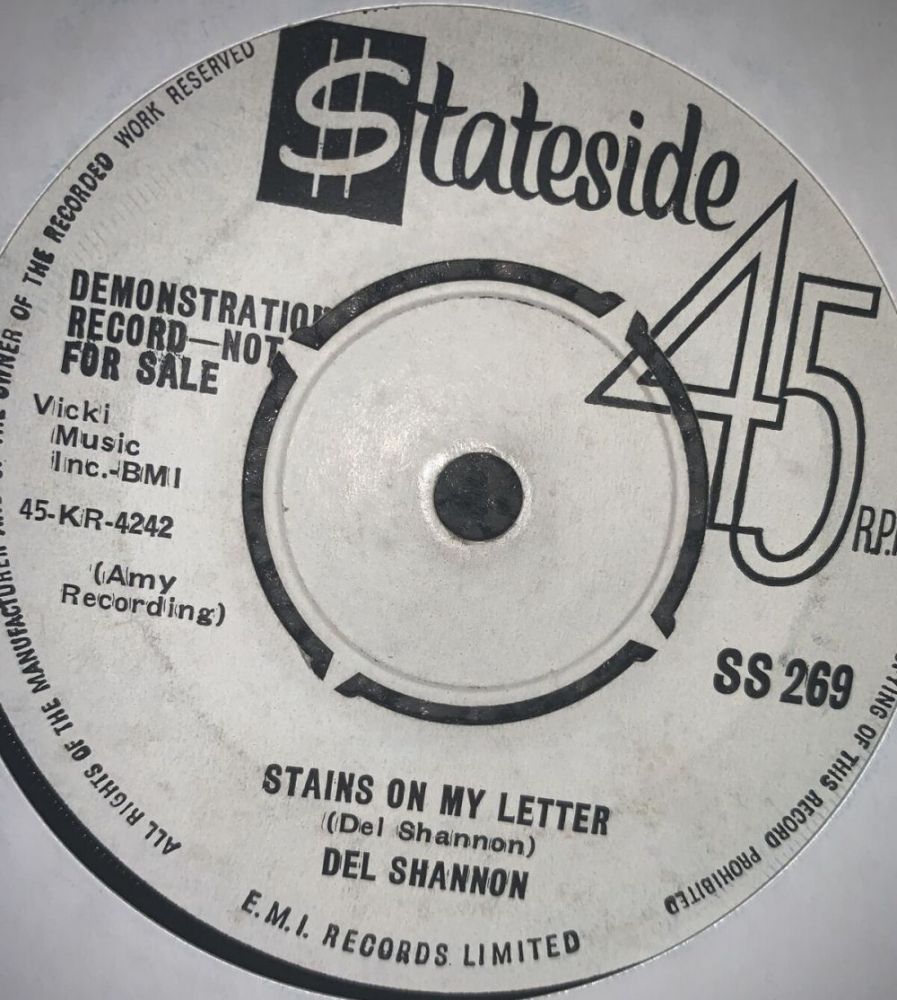 $tateside
45
R.P.
DEMONSTRATION
RECORD—NOT
FOR SALE
Vicki
Music
Inc.-BMI
45-KR-4242
(Amy
Recording)
SS 269
STAINS ON MY LETTER
(Del Shannon)
DEL SHANNON
E.M.I. RECORDS LIMITED
ALL RIGHTS OF THE MANUFACTURER AND OF THE OWNER OF THE RECORDED WORK RESERVED
OF THIS RECORD PROHIBITED